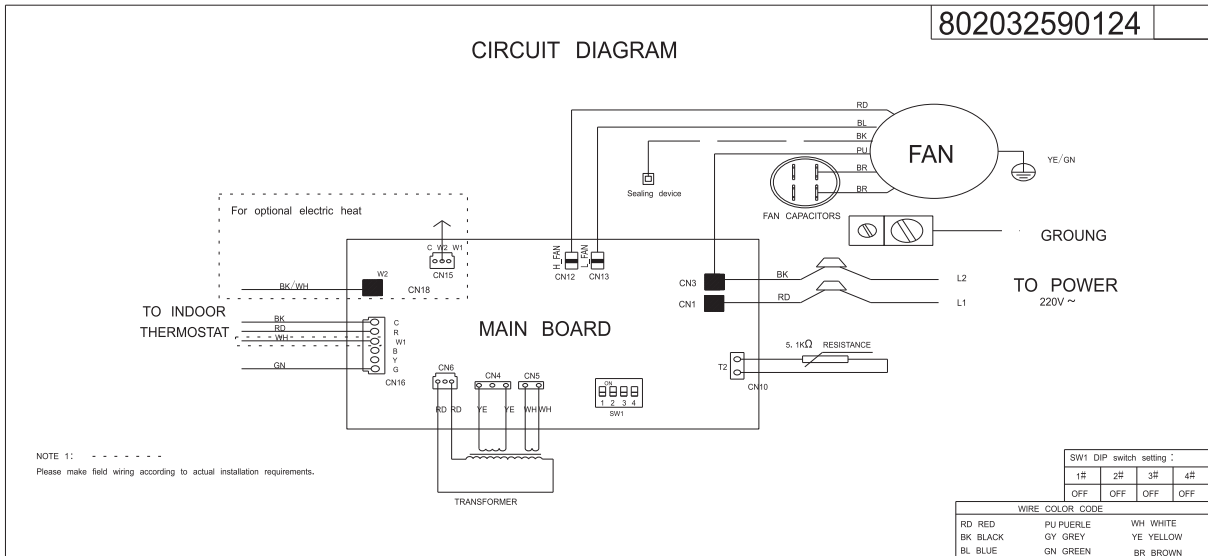 802032590124
CIRCUIT DIAGRAM
RD
BL
BK
PU
BR
BR
FAN
YE/GN
Sealing device
FAN CAPACITORS
For optional electric heat
C W2 W1
CN15
W2
CN18
BK/WH
H_FAN
L_FAN
CN12
CN13
GROUNG
CN3
BK
L2
CN1
RD
L1
TO POWER
220V～
TO INDOOR
THERMOSTAT
BK
RD
WH
GN
C
R
W1
B
Y
G
CN16
MAIN BOARD
5.1KΩ RESISTANCE
T2
CN10
CN6
CN4
CN5
RD RD
YE
YE
WH WH
ON
1 2 3 4
SW1
TRANSFORMER
NOTE 1: - - - - - - -
Please make field wiring according to actual installation requirements.
SW1 DIP switch setting :
1# 2# 3# 4#
OFF OFF OFF OFF
WIRE COLOR CODE
RD RED PU PUERLE WH WHITE
BK BLACK GY GREY YE YELLOW
BL BLUE GN GREEN BR BROWN